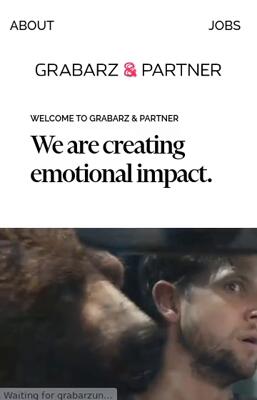 ABOUT JOBS
GRABARZ & PARTNER
WELCOME TO GRABARZ & PARTNER
We are creating
emotional impact.
Waiting for grabarzun...